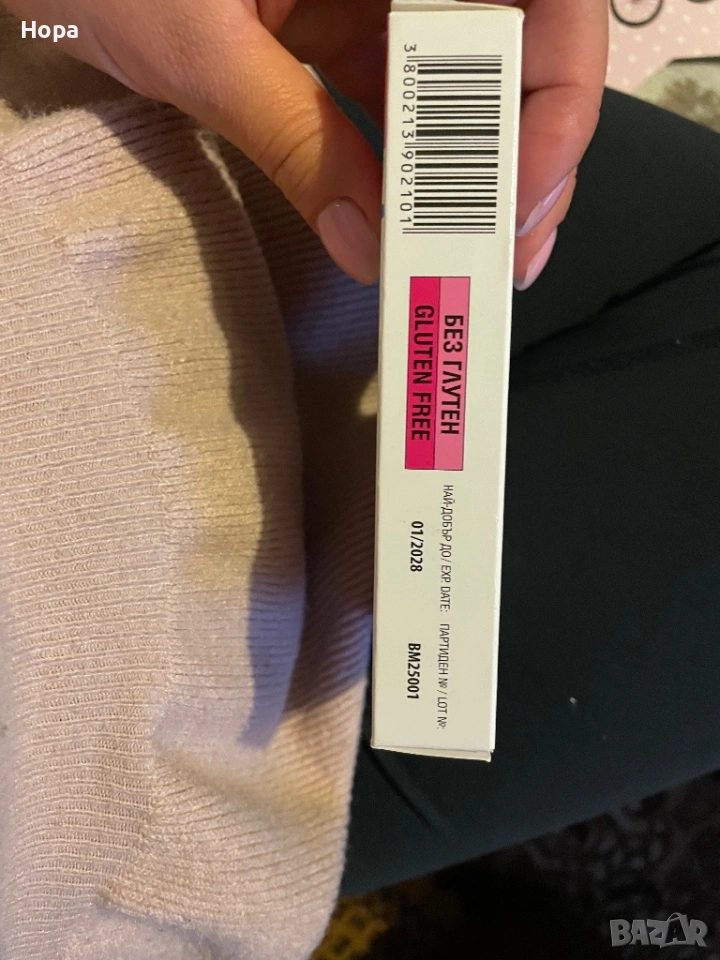 Нора
3800213902101
БЕЗ ГЛУТЕН
GLUTEN FREE
НАЙ-ДОБЪР ДО/ EXP. DATE: ПАРТИДЕН № / LOT №:
01/2028 BM25001
BAZAR